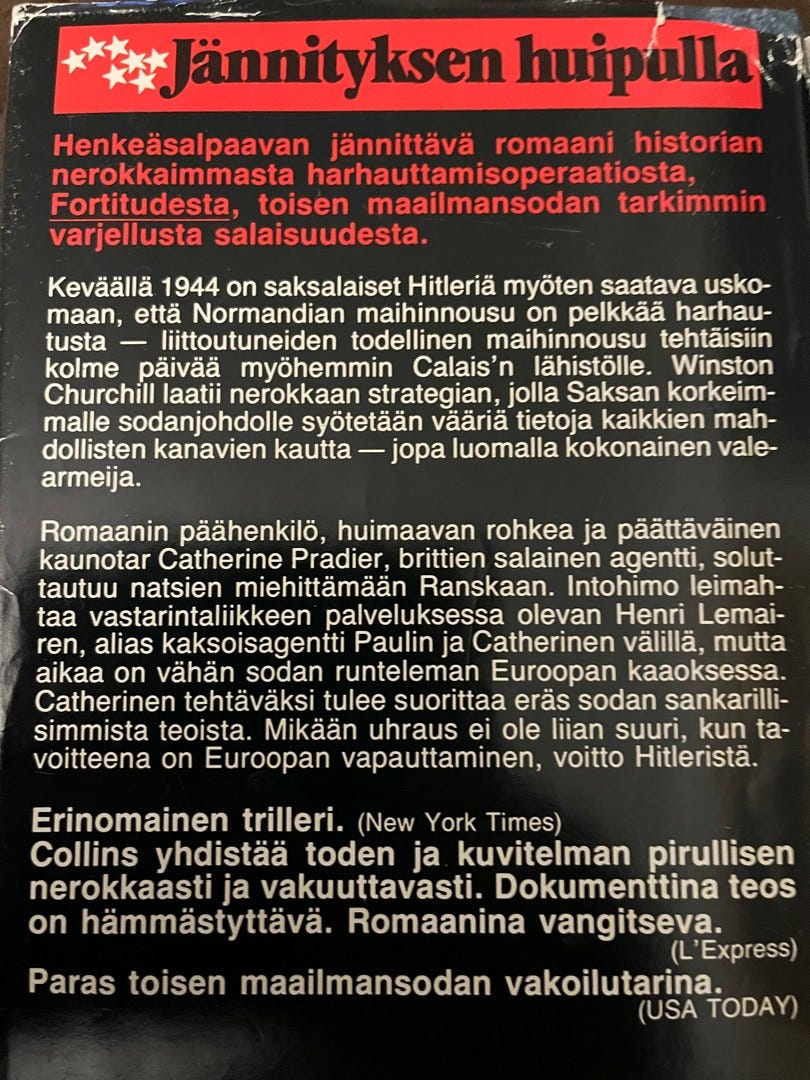 Jännityksen huipulla
Henkeäsalpaavan jännittävä romaani historian
nerokkaimmasta harhauttamisoperaatiosta,
Fortitudesta, toisen maailmansodan tarkimmin
varjellusta salaisuudesta.
Keväällä 1944 on saksalaiset Hitleriä myöten saatava usko-
maan, että Normandian maihinnousu on pelkkää harhau-
tusta — liittoutuneiden todellinen maihinnousu tehtäisiin
kolme päivää myöhemmin Calais'n lähistölle. Winston
Churchill laatii nerokkaan strategian, jolla Saksan korkeim-
malle sodanjohdolle syötetään vääriä tietoja kaikkien mah-
dollisten kanavien kautta — jopa luomalla kokonainen vale-
armeija.
Romaanin päähenkilö, huimaavan rohkea ja päättäväinen
kaunotar Catherine Pradier, brittien salainen agentti, solut-
tautuu natsien miehittämään Ranskaan. Intohimo leimah-
taa vastarintaliikkeen palveluksessa olevan Henri Lemai-
ren, alias kaksoisagentti Paulin ja Catherinen välillä, mutta
aikaa on vähän sodan runteleman Euroopan kaaoksessa.
Catherinen tehtäväksi tulee suorittaa eräs sodan sankarilli-
simmista teoista. Mikään uhraus ei ole liian suuri, kun ta-
voitteena on Euroopan vapauttaminen, voitto Hitleristä.
Erinomainen trilleri. (New York Times)
Collins yhdistää toden ja kuvitelman pirullisen
nerokkaasti ja vakuuttavasti. Dokumenttina teos
on hämmästyttävä. Romaanina vangitseva.
(L'Express)
Paras toisen maailmansodan vakoilutarina.
(USA TODAY)